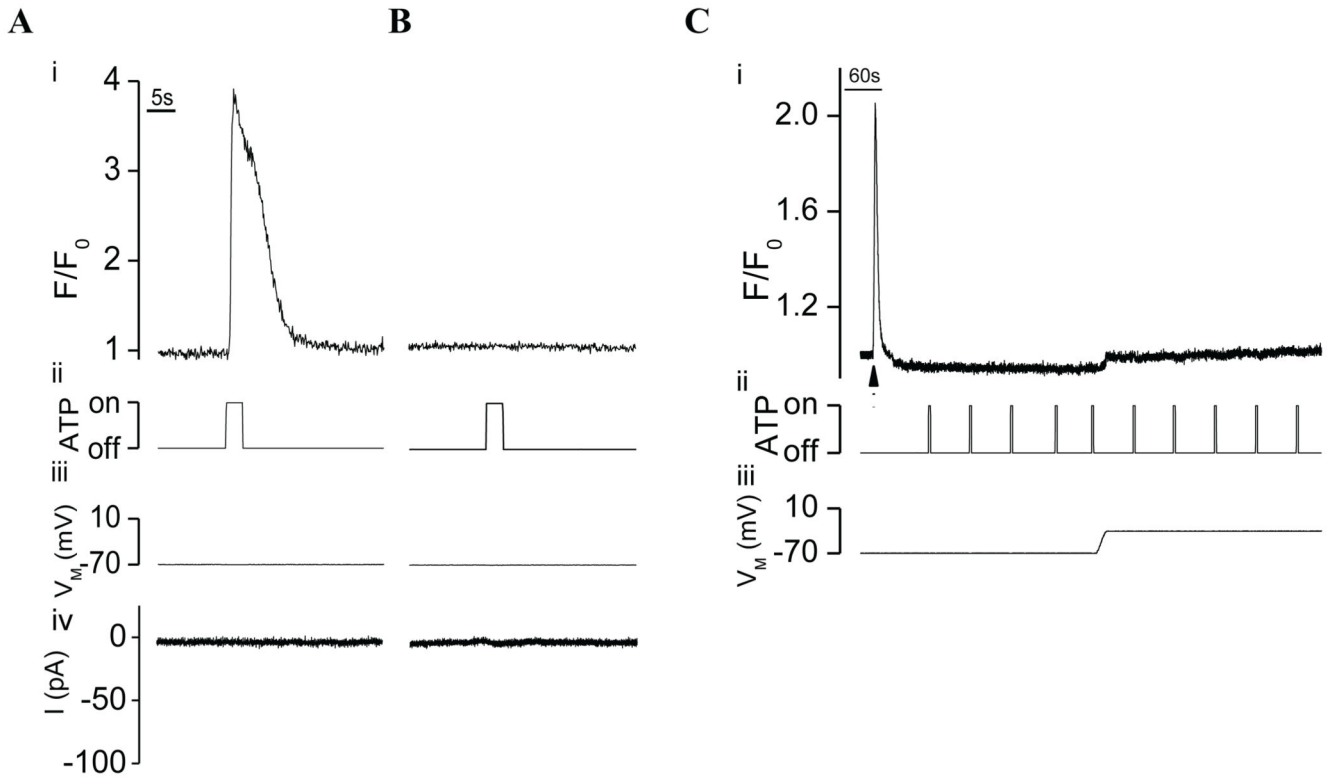 A
B
C
i
4
5s
3
2
1
F/F0
ii
on
off
ATP
iii
10
-70
VM (mV)
iv
0
-50
-100
I (pA)
i
60s
2.0
1.6
1.2
F/F0
ii
on
off
ATP
iii
10
-70
VM (mV)